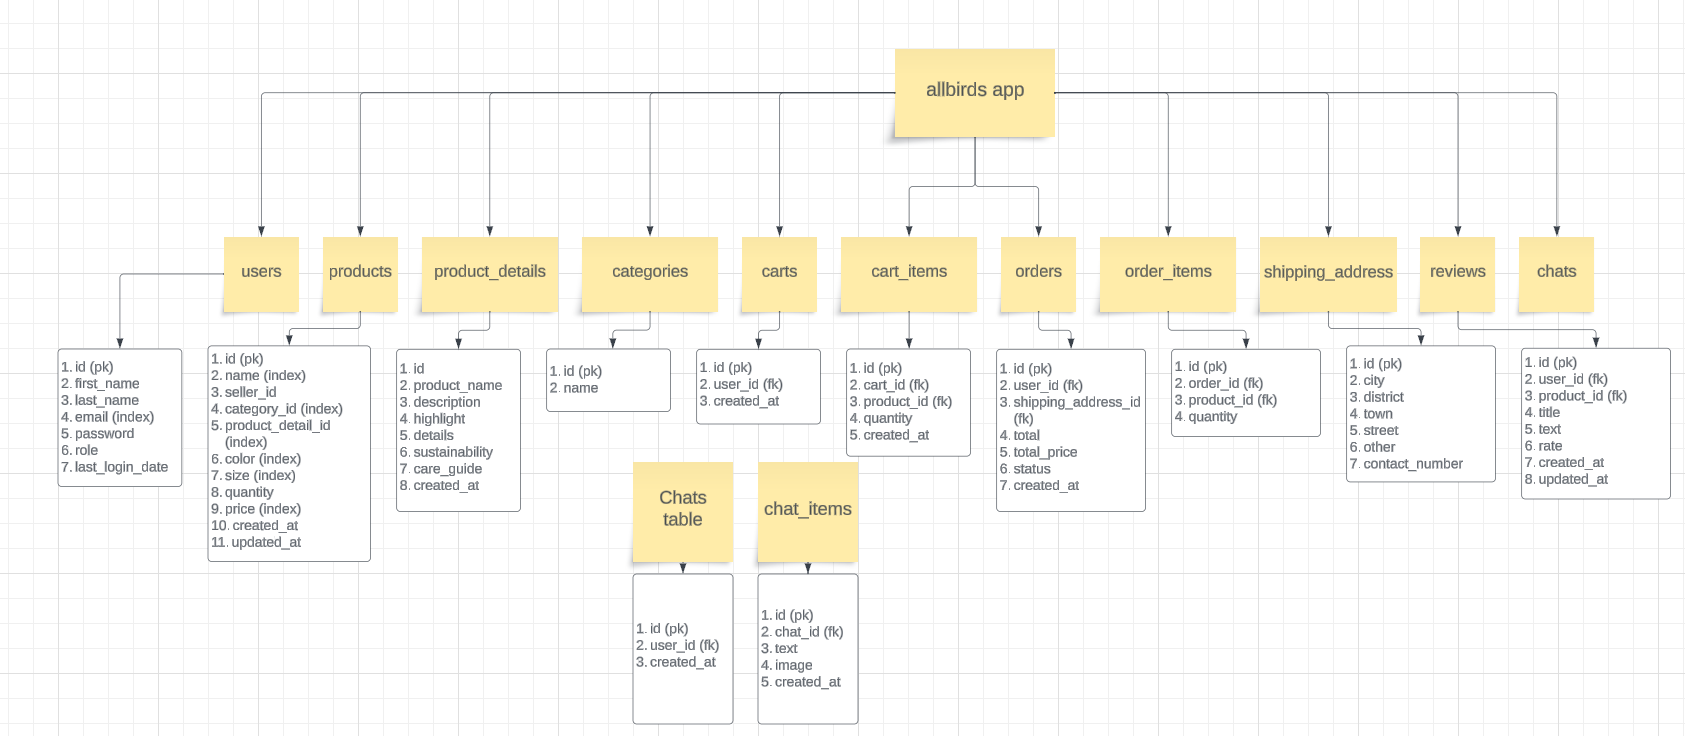 allbirds app
users
products
product_details
categories
carts
cart_items
orders
order_items
shipping_address
reviews
chats
1. id (pk)
2. first_name
3. last_name
4. email (index)
5. password
6. role
7. last_login_date
1. id (pk)
2. name (index)
3. seller_id
4. category_id (index)
5. product_detail_id
(index)
6. color (index)
7. size (index)
8. quantity
9. price (index)
10. created_at
11. updated_at
1. id
2. product_name
3. description
4. highlight
5. details
6. sustainability
7. care_guide
8. created_at
1. id (pk)
2. name
1. id (pk)
2. user_id (fk)
3. created_at
1. id (pk)
2. cart_id (fk)
3. product_id (fk)
4. quantity
5. created_at
1. id (pk)
2. user_id (fk)
3. shipping_address_id
(fk)
4. total
5. total_price
6. status
7. created_at
1. id (pk)
2. order_id (fk)
3. product_id (fk)
4. quantity
1. id (pk)
2. city
3. district
4. town
5. street
6. other
7. contact_number
1. id (pk)
2. user_id (fk)
3. product_id (fk)
4. title
5. text
6. rate
7. created_at
8. updated_at
Chats
table
chat_items
1. id (pk)
2. user_id (fk)
3. created_at
1. id (pk)
2. chat_id (fk)
3. text
4. image
5. created_at